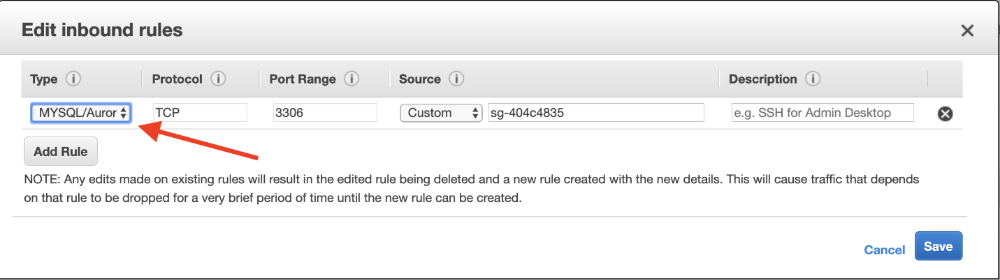 Edit inbound rules
Type Protocol Port Range Source Description
MYSQL/Auror TCP 3306 Custom sg-404c4835 e.g. SSH for Admin Desktop
Add Rule
NOTE: Any edits made on existing rules will result in the edited rule being deleted and a new rule created with the new details. This will cause traffic that depends
on that rule to be dropped for a very brief period of time until the new rule can be created.
Cancel Save